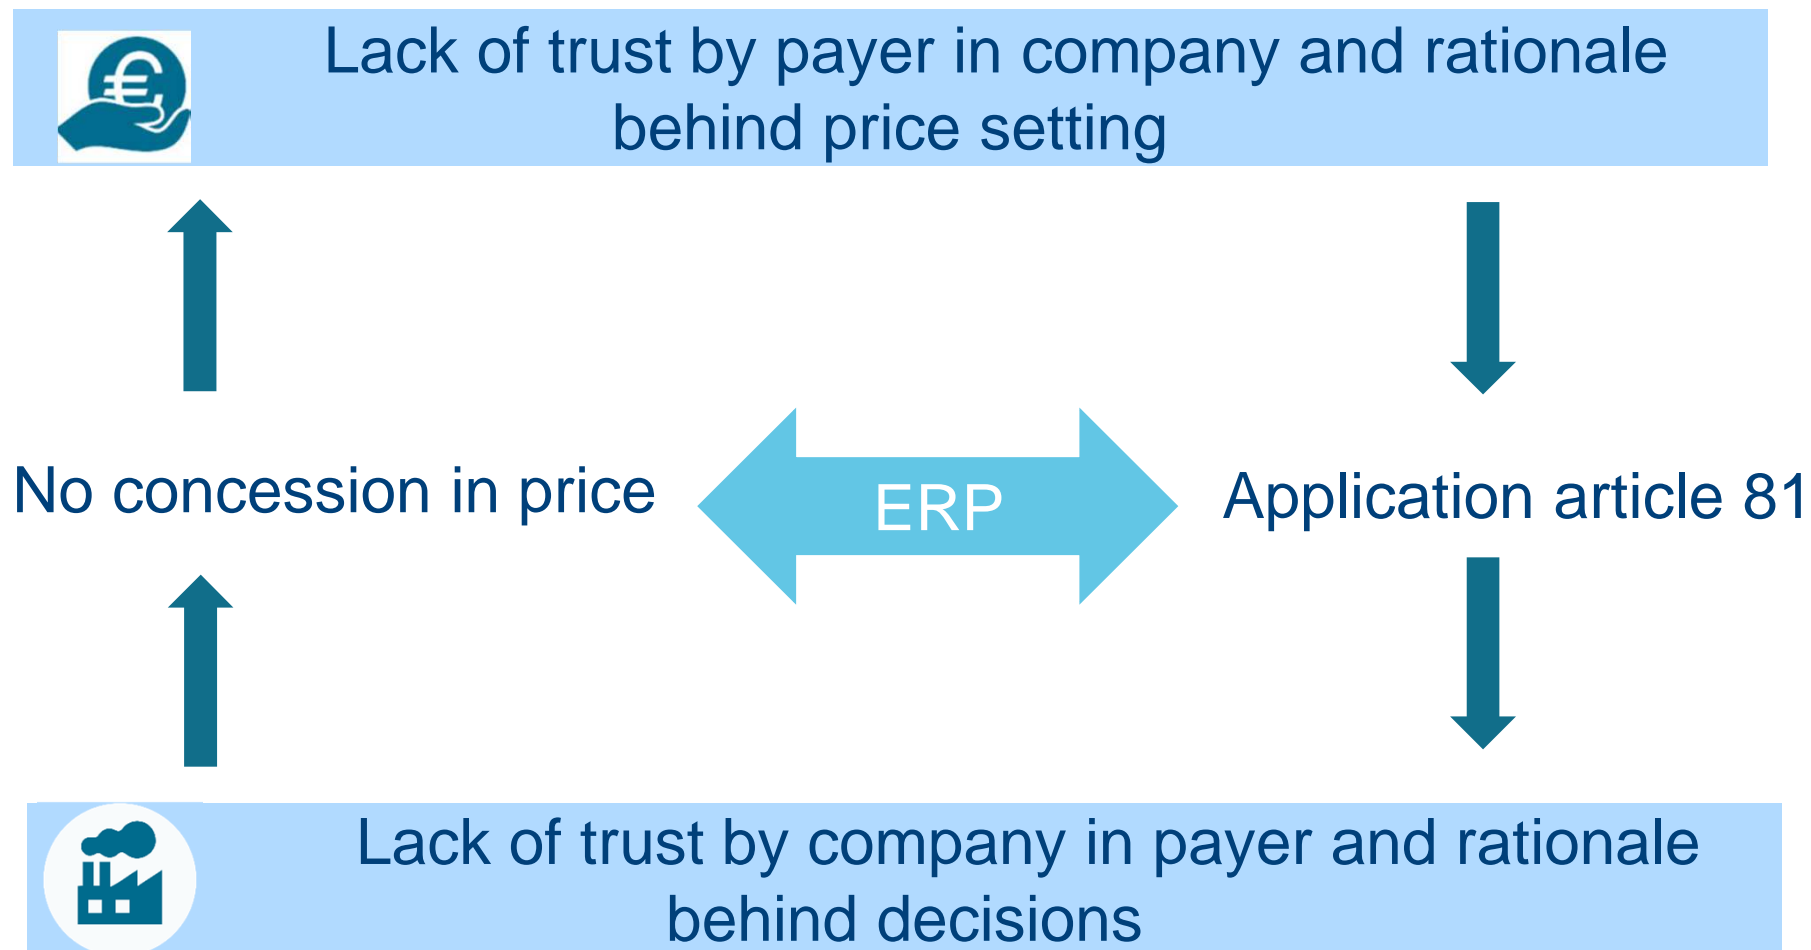 Lack of trust by payer in company and rationale
behind price setting
No concession in price
ERP
Application article 81
Lack of trust by company in payer and rationale
behind decisions